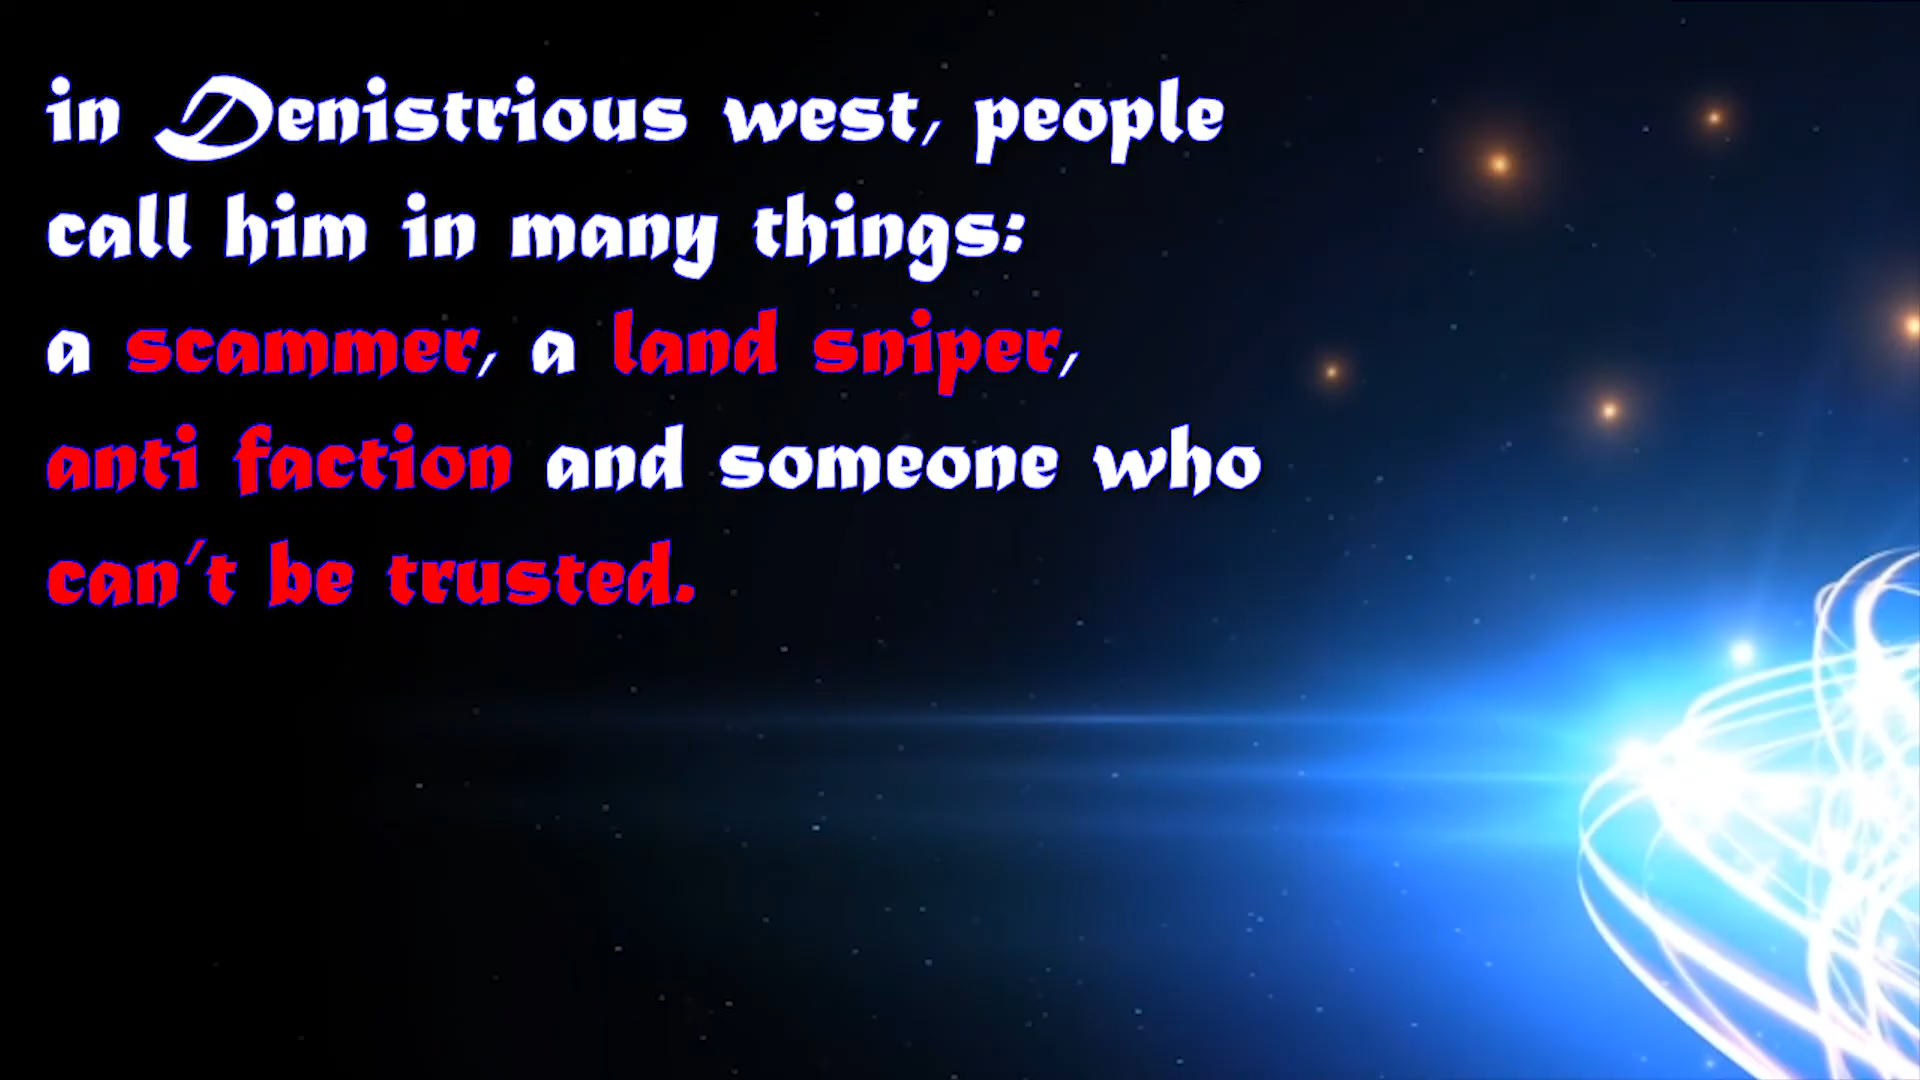 in Denistrious west, people
call him in many things:
a scammer, a land sniper,
anti faction and someone who
can't be trusted.